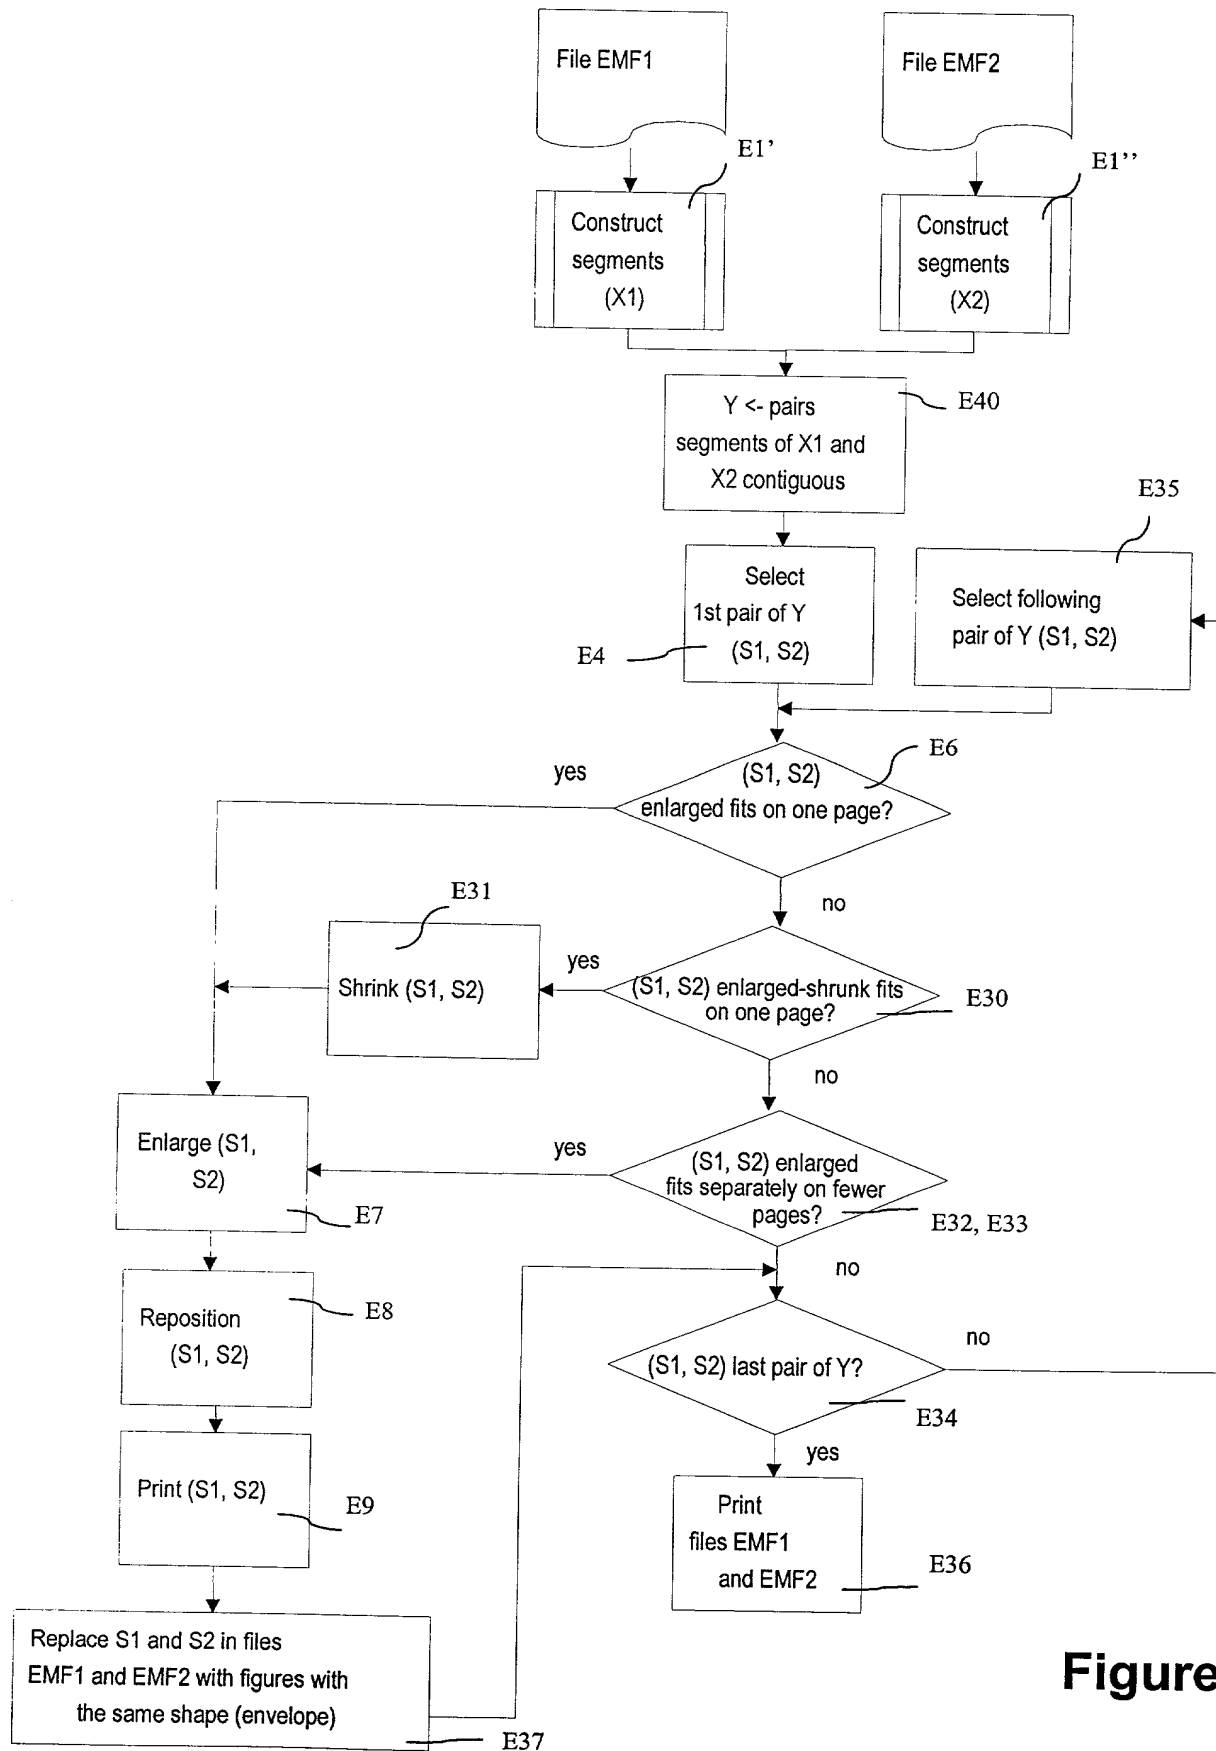 File EMF1
File EMF2
E1'
E1''
Construct
segments
(X1)
Construct
segments
(X2)
Y <- pairs
segments of X1 and
X2 contiguous
E40
E35
Select
1st pair of Y
(S1, S2)
E4
Select following
pair of Y (S1, S2)
E6
yes
(S1, S2)
enlarged fits on one page?
no
E31
Shrink (S1, S2)
yes
(S1, S2) enlarged-shrunk fits
on one page?
E30
no
Enlarge (S1,
S2)
E7
yes
(S1, S2) enlarged
fits separately on fewer
pages?
E32, E33
no
Reposition
(S1, S2)
E8
(S1, S2) last pair of Y?
no
E34
yes
Print (S1, S2)
E9
Print
files EMF1
and EMF2
E36
Replace S1 and S2 in files
EMF1 and EMF2 with figures with
the same shape (envelope)
E37
Figure